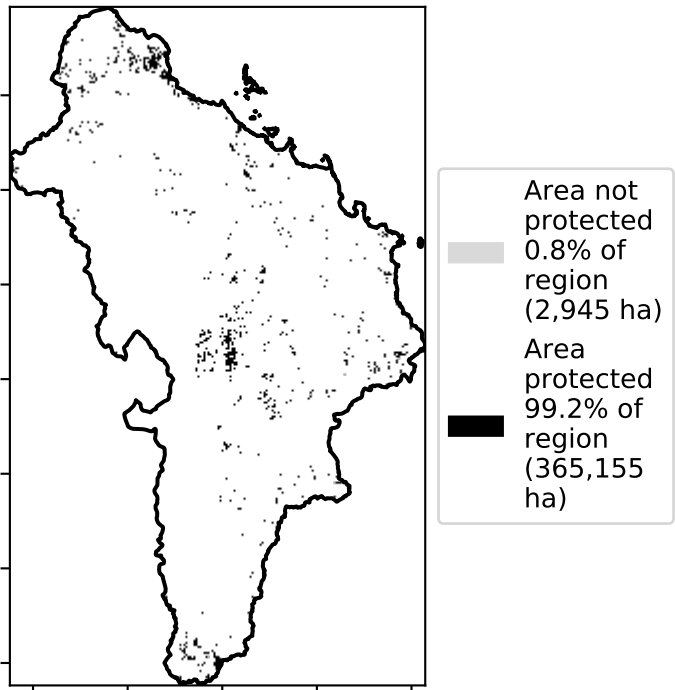 Area not
protected
0.8% of
region
(2,945 ha)
Area
protected
99.2% of
region
(365,155
ha)